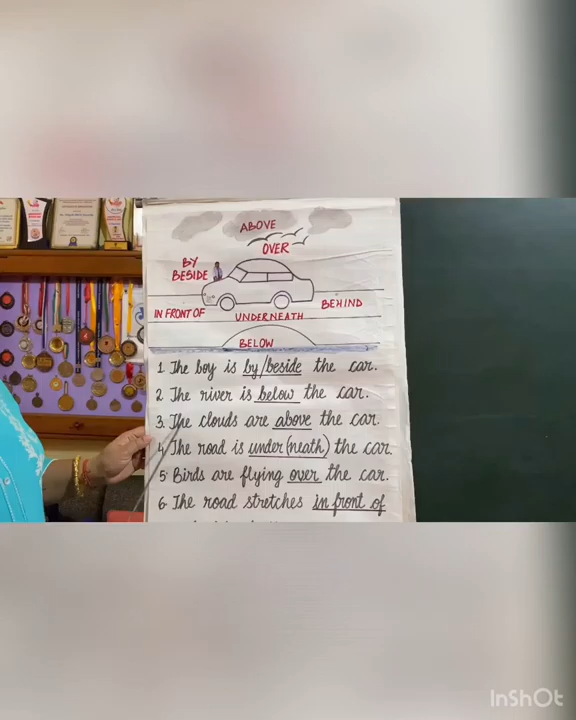 ABOVE
OVER
BY
BESIDE
IN FRONT OF
BEHIND
UNDERNEATH
BELOW
1 The boy is by/beside the car.
2 The river is below the car.
3. The clouds are above the car.
4 The road is under(neath) the car.
5 Birds are flying over the car.
6. The road stretches in front of
InShOt